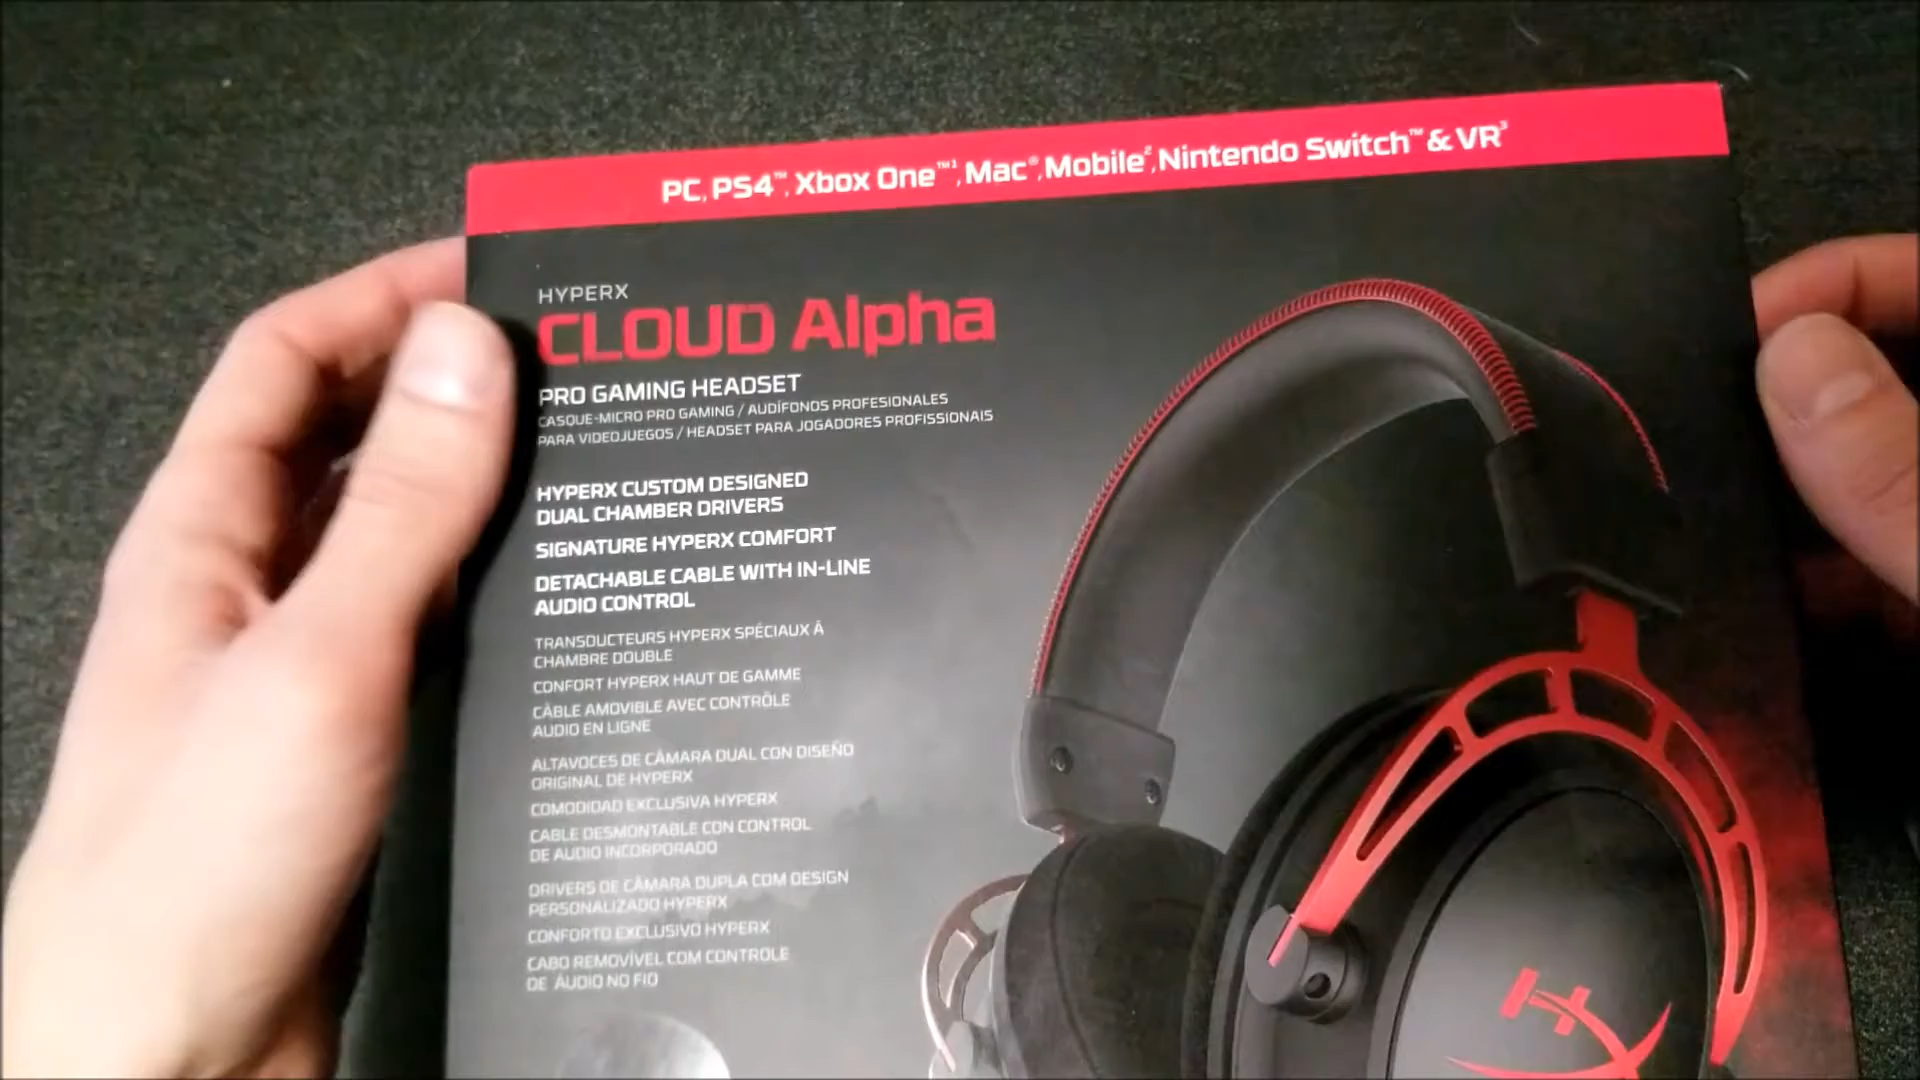 PC, PS4™, Xbox One™¹, Mac®, Mobile², Nintendo Switch™ & VR³
HYPERX
CLOUD Alpha
PRO GAMING HEADSET
CASQUE-MICRO PRO GAMING / AUDÍFONOS PROFESIONALES
PARA VIDEOJUEGOS / HEADSET PARA JOGADORES PROFISSIONAIS
HYPERX CUSTOM DESIGNED
DUAL CHAMBER DRIVERS
SIGNATURE HYPERX COMFORT
DETACHABLE CABLE WITH IN-LINE
AUDIO CONTROL
TRANSDUCTEURS HYPERX SPÉCIAUX À
CHAMBRE DOUBLE
CONFORT HYPERX HAUT DE GAMME
CÂBLE AMOVIBLE AVEC CONTRÔLE
AUDIO EN LIGNE
ALTAVOCES DE CÁMARA DUAL CON DISEÑO
ORIGINAL DE HYPERX
COMODIDAD EXCLUSIVA HYPERX
CABLE DESMONTABLE CON CONTROL
DE AUDIO INCORPORADO
DRIVERS DE CÂMARA DUPLA COM DESIGN
PERSONALIZADO HYPERX
CONFORTO EXCLUSIVO HYPERX
CABO REMOVÍVEL COM CONTROLE
DE ÁUDIO NO FIO